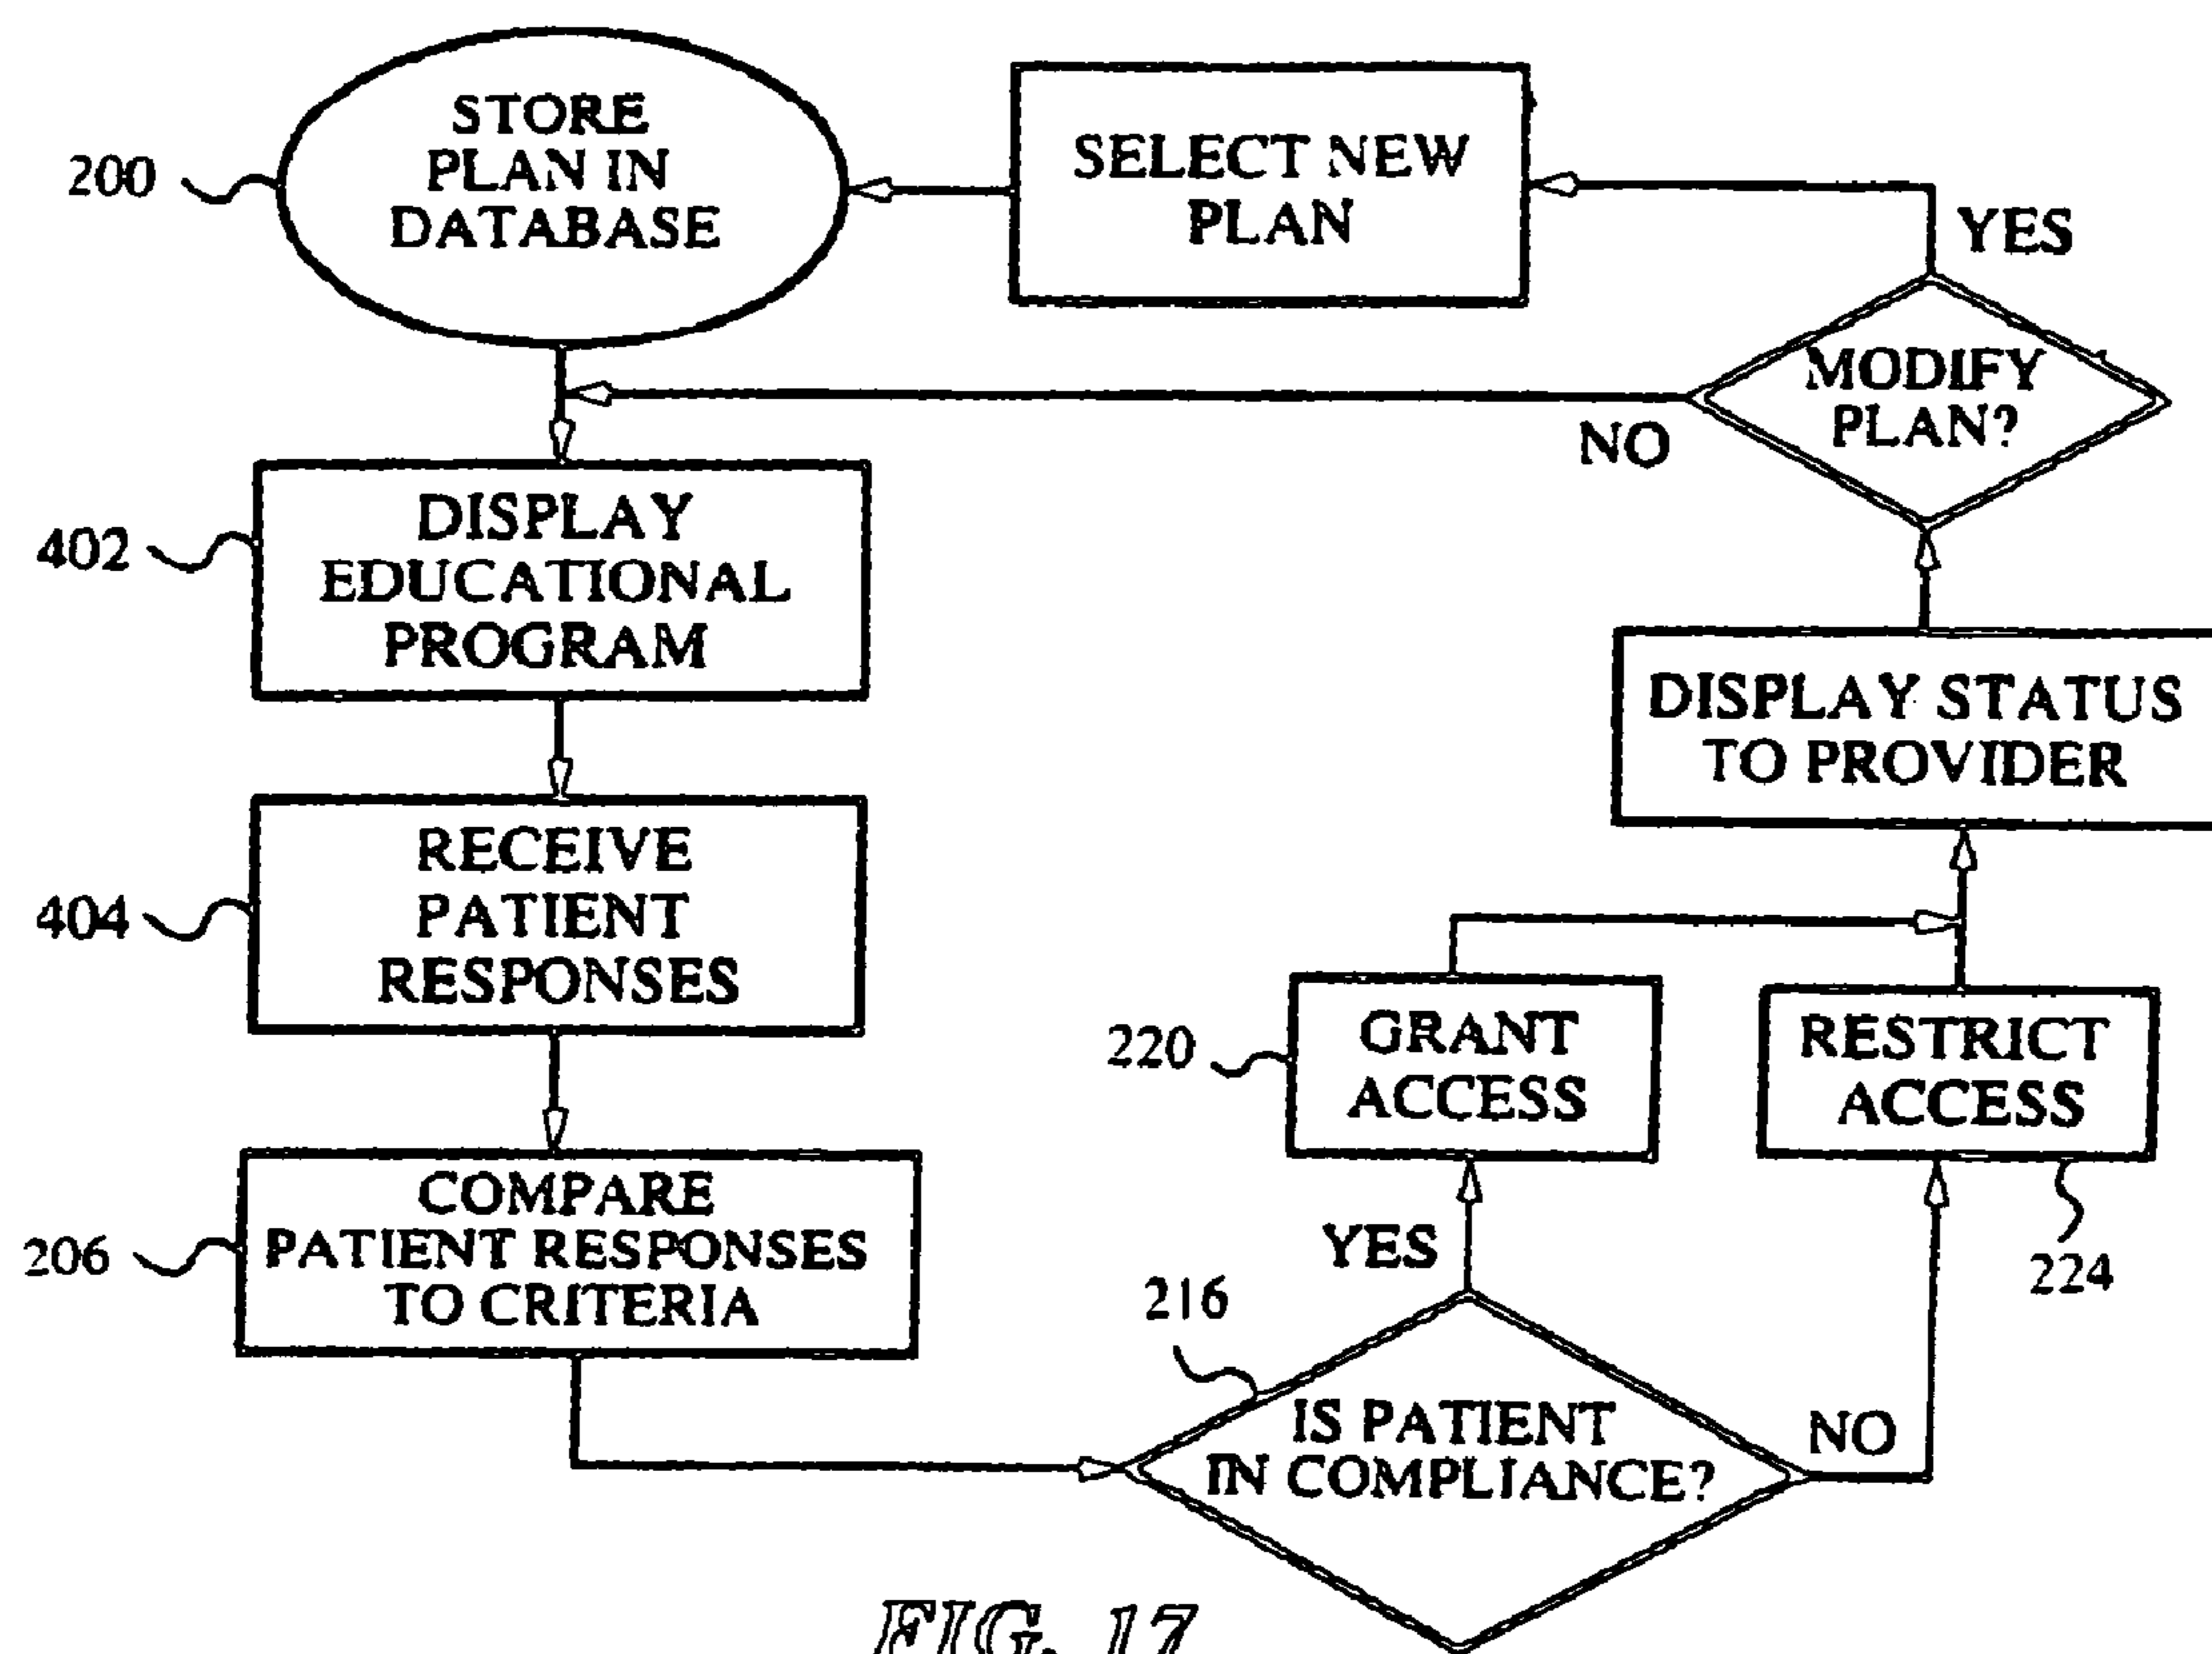 STORE
PLAN IN
DATABASE
200
SELECT NEW
PLAN
YES
MODIFY
PLAN?
NO
DISPLAY
EDUCATIONAL
PROGRAM
402
DISPLAY STATUS
TO PROVIDER
RECEIVE
PATIENT
RESPONSES
404
GRANT
ACCESS
220
RESTRICT
ACCESS
224
COMPARE
PATIENT RESPONSES
TO CRITERIA
206
YES
216
IS PATIENT
IN COMPLIANCE?
NO
FIG. 17